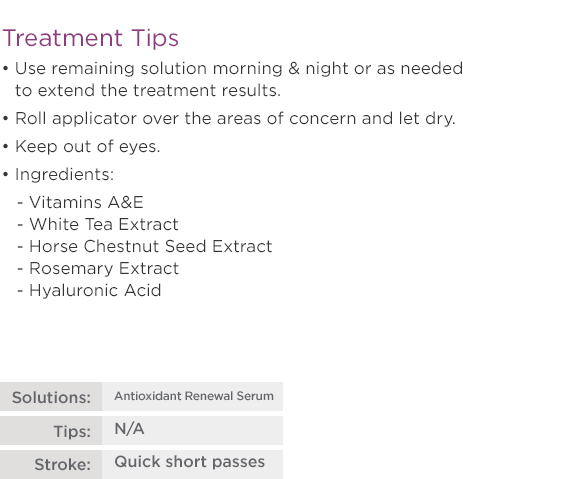 Treatment Tips
• Use remaining solution morning & night or as needed
to extend the treatment results.
• Roll applicator over the areas of concern and let dry.
• Keep out of eyes.
• Ingredients:
- Vitamins A&E
- White Tea Extract
- Horse Chestnut Seed Extract
- Rosemary Extract
- Hyaluronic Acid
Solutions: Antioxidant Renewal Serum
Tips: N/A
Stroke: Quick short passes